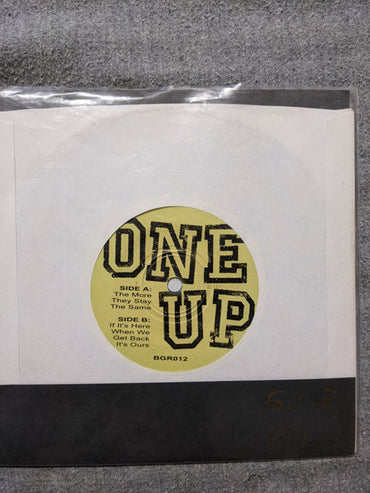 ONE
UP
SIDE A:
The More
They Stay
The Same
SIDE B:
If It's Here
When We
Get Back
It's Ours
BGR012